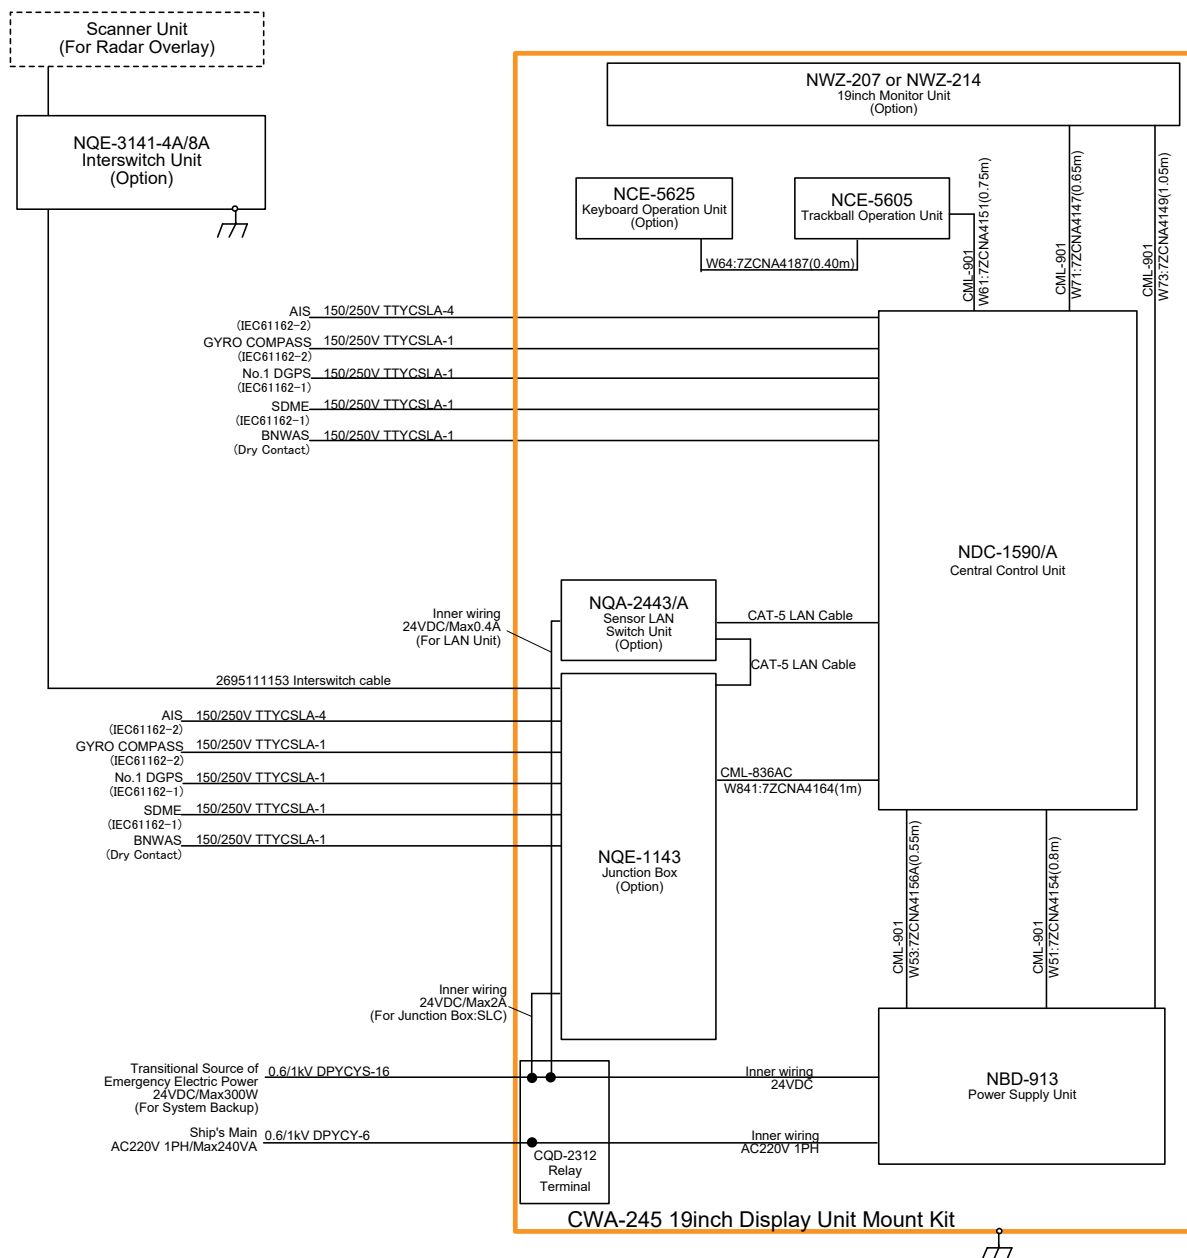 Scanner Unit
(For Radar Overlay)
NQE-3141-4A/8A
Interswitch Unit
(Option)
NWZ-207 or NWZ-214
19inch Monitor Unit
(Option)
NCE-5625
Keyboard Operation Unit
(Option)
NCE-5605
Trackball Operation Unit
W64:7ZCNA4187(0.40m)
CML-901
W61:7ZCNA4151(0.75m)
CML-901
W71:7ZCNA4147(0.65m)
CML-901
W73:7ZCNA4149(1.05m)
AIS 150/250V TTYCSLA-4
(IEC61162-2)
GYRO COMPASS 150/250V TTYCSLA-1
(IEC61162-2)
No.1 DGPS 150/250V TTYCSLA-1
(IEC61162-1)
SDME 150/250V TTYCSLA-1
(IEC61162-1)
BNWAS 150/250V TTYCSLA-1
(Dry Contact)
NDC-1590/A
Central Control Unit
NQA-2443/A
Sensor LAN
Switch Unit
(Option)
CAT-5 LAN Cable
CAT-5 LAN Cable
Inner wiring
24VDC/Max0.4A
(For LAN Unit)
2695111153 Interswitch cable
AIS 150/250V TTYCSLA-4
(IEC61162-2)
GYRO COMPASS 150/250V TTYCSLA-1
(IEC61162-2)
No.1 DGPS 150/250V TTYCSLA-1
(IEC61162-1)
SDME 150/250V TTYCSLA-1
(IEC61162-1)
BNWAS 150/250V TTYCSLA-1
(Dry Contact)
CML-836AC
W841:7ZCNA4164(1m)
NQE-1143
Junction Box
(Option)
CML-901
W53:7ZCNA4156A(0.55m)
CML-901
W51:7ZCNA4154(0.8m)
Inner wiring
24VDC/Max2A
(For Junction Box:SLC)
Transitional Source of
Emergency Electric Power
24VDC/Max300W
(For System Backup)
0.6/1kV DPYCYS-16
Inner wiring
24VDC
NBD-913
Power Supply Unit
Ship's Main
AC220V 1PH/Max240VA
0.6/1kV DPYCY-6
Inner wiring
AC220V 1PH
CQD-2312
Relay
Terminal
CWA-245 19inch Display Unit Mount Kit